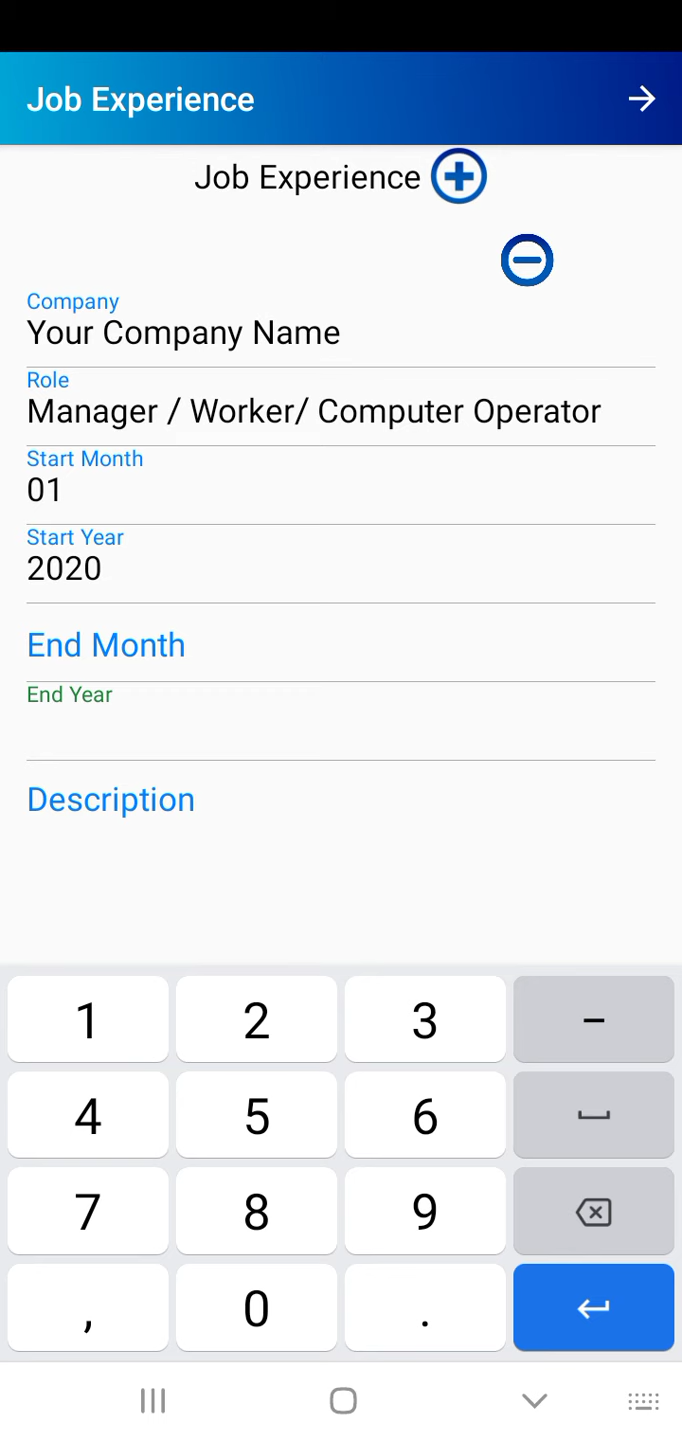 Job Experience
Job Experience
Company
Your Company Name
Role
Manager / Worker/ Computer Operator
Start Month
01
Start Year
2020
End Month
End Year
Description
1 2 3 –
4 5 6
7 8 9
, 0 .